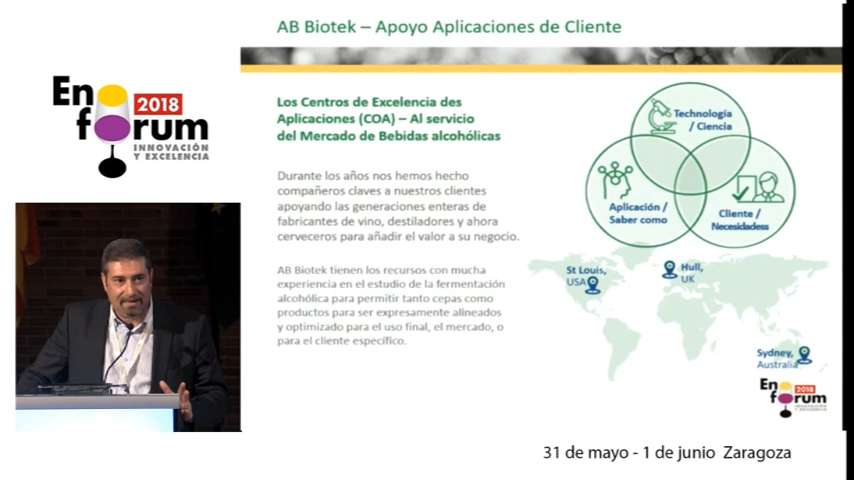 AB Biotek – Apoyo Aplicaciones de Cliente
En forum 2018
INNOVACIÓN
Y EXCELENCIA
Los Centros de Excelencia des
Aplicaciones (COA) – Al servicio
del Mercado de Bebidas alcohólicas
Durante los años nos hemos hecho
compañeros claves a nuestros clientes
apoyando las generaciones enteras de
fabricantes de vino, destiladores y ahora
cerveceros para añadir el valor a su negocio.
AB Biotek tienen los recursos con mucha
experiencia en el estudio de la fermentación
alcohólica para permitir tanto cepas como
productos para ser expresamente alineados
y optimizado para el uso final, el mercado, o
para el cliente específico.
Technología
/ Ciencia
Aplicación /
Saber como
Cliente /
Necesidadess
St Louis,
USA
Hull,
UK
Sydney,
Australia
En forum 2018
INNOVACIÓN
Y EXCELENCIA
31 de mayo - 1 de junio Zaragoza